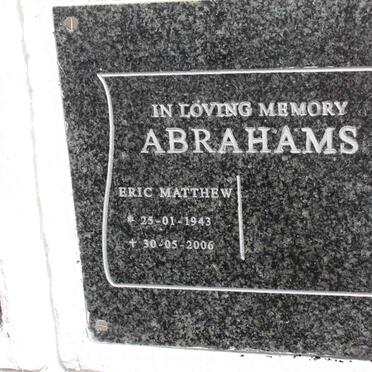 IN LOVING MEMORY
ABRAHAMS
ERIC MATTHEW
* 25-01-1943
+ 30-05-2006